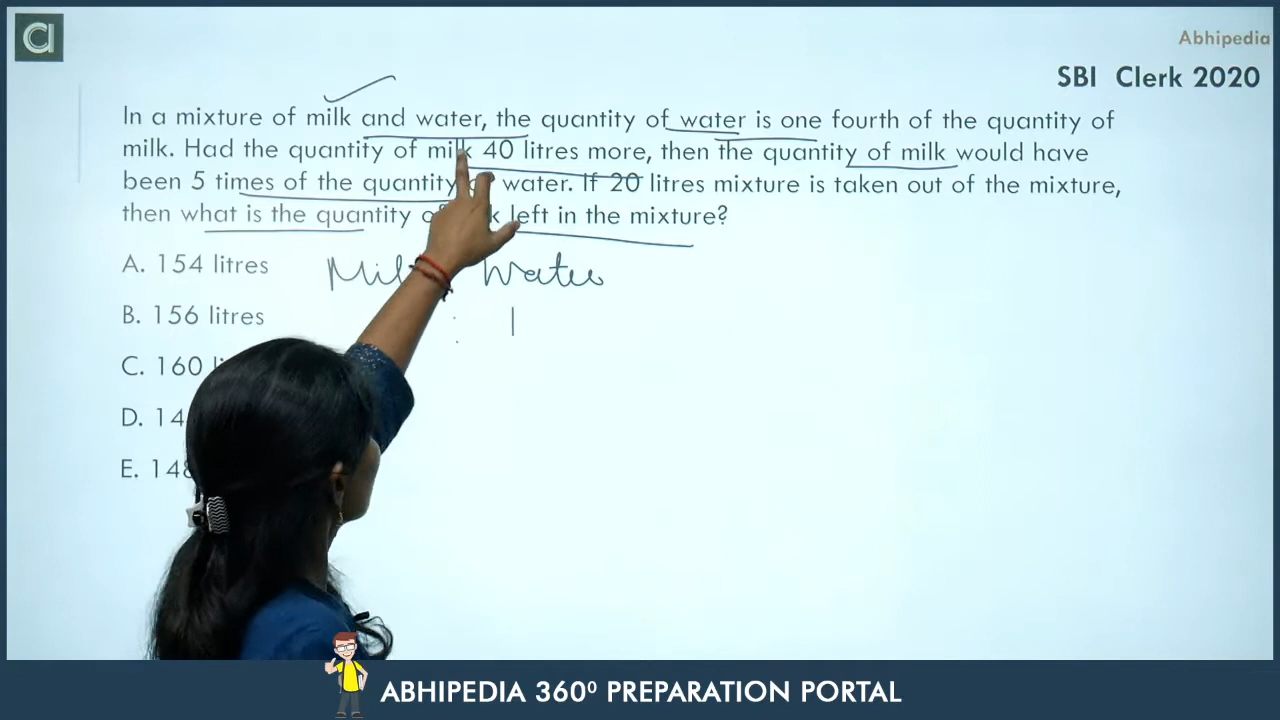 CA
Abhipedia
SBI Clerk 2020
In a mixture of milk and water, the quantity of water is one fourth of the quantity of
milk. Had the quantity of milk 40 litres more, then the quantity of milk would have
been 5 times of the quantity water. If 20 litres mixture is taken out of the mixture,
then what is the quantity left in the mixture?
A. 154 litres
Water
B. 156 litres
: 1
C. 160
D. 14
E. 148
ABHIPEDIA 360⁰ PREPARATION PORTAL